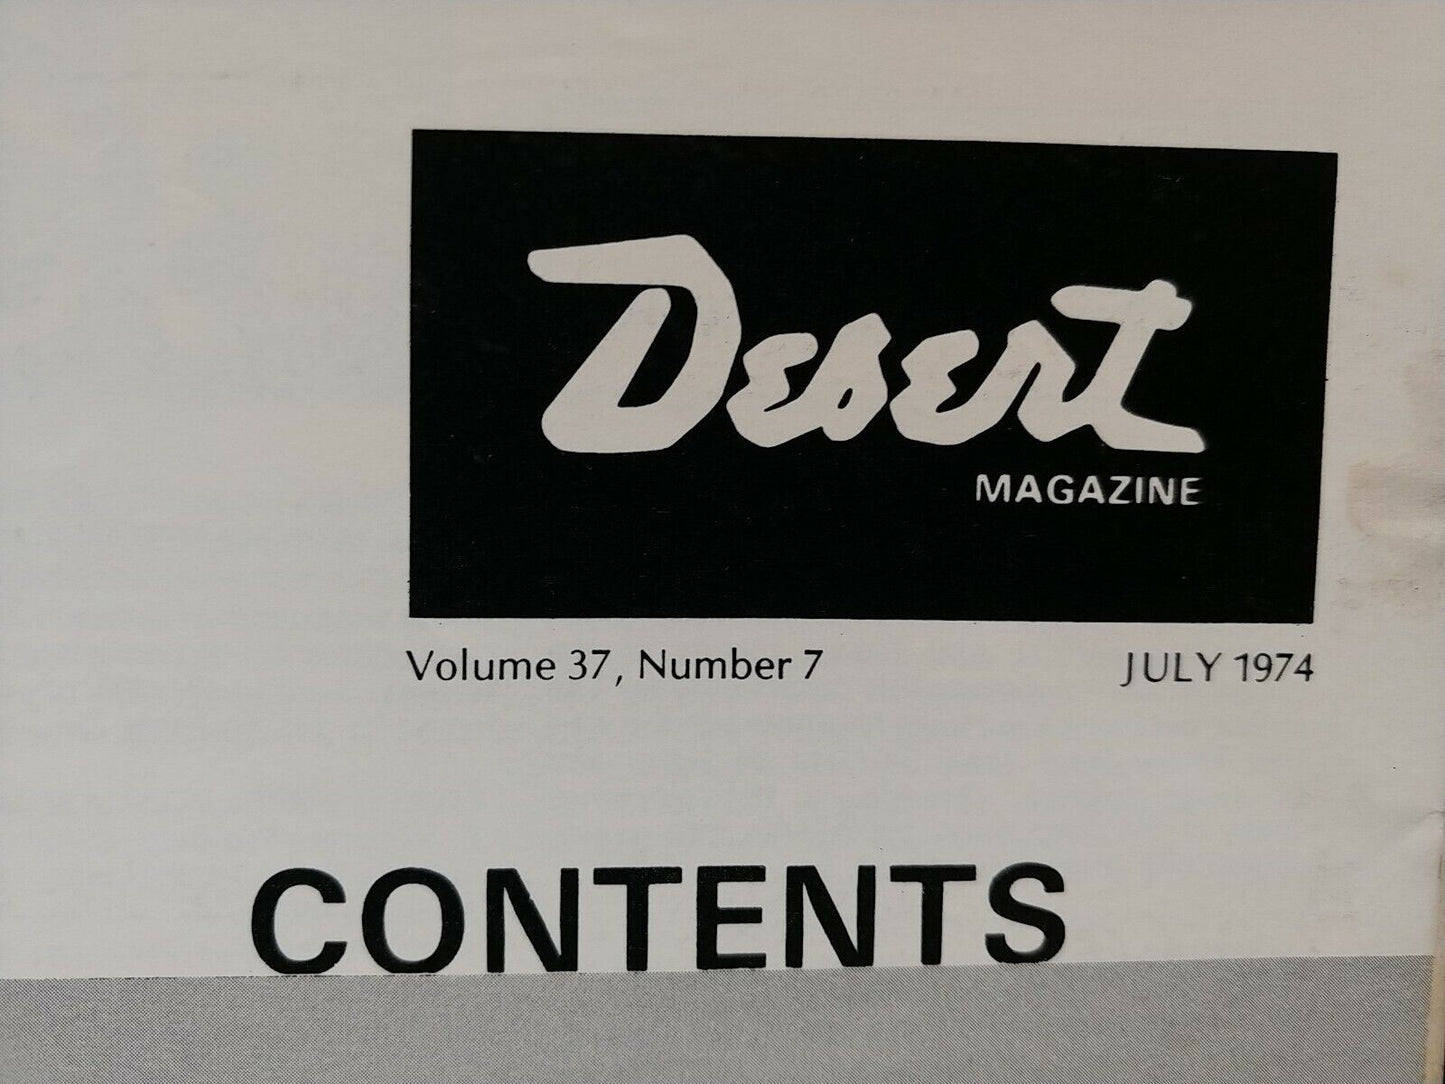 Desert
MAGAZINE
Volume 37, Number 7 JULY 1974
CONTENTS